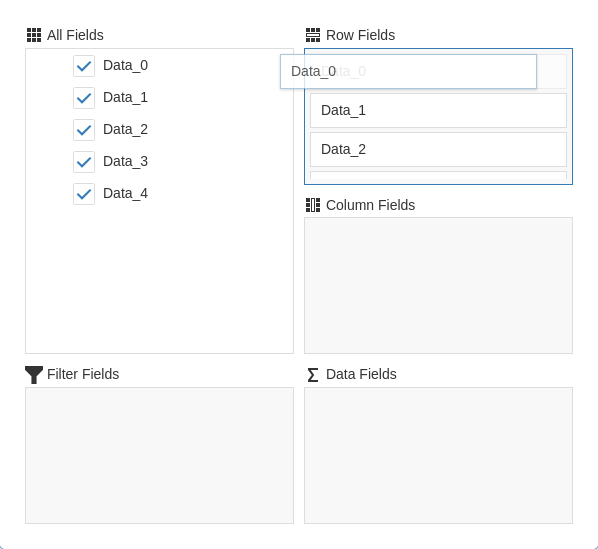 All Fields
Data_0
Data_1
Data_2
Data_3
Data_4
Row Fields
Data_0
Data_0
Data_1
Data_2
Column Fields
Filter Fields
Data Fields